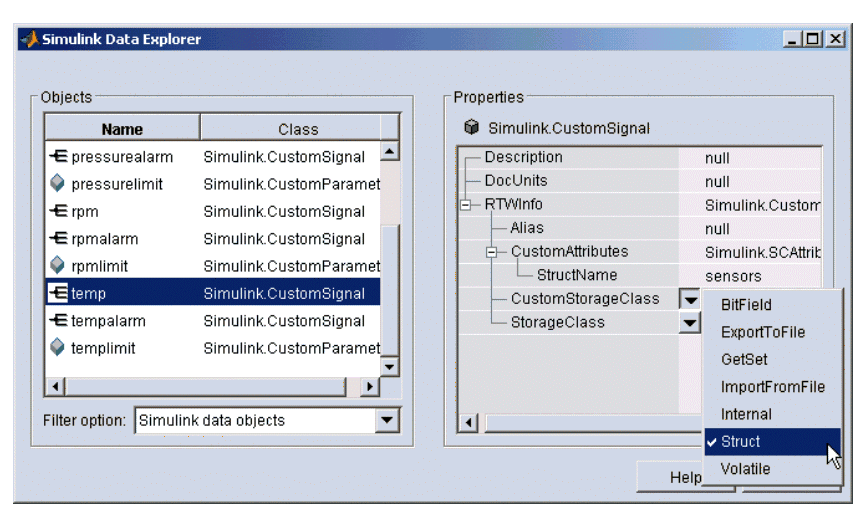 Simulink Data Explorer
Objects
Name Class
pressurealarm Simulink.CustomSignal
pressurelimit Simulink.CustomParamet
rpm Simulink.CustomSignal
rpmalarm Simulink.CustomSignal
rpmlimit Simulink.CustomParamet
temp Simulink.CustomSignal
tempalarm Simulink.CustomSignal
templimit Simulink.CustomParamet
Filter option: Simulink data objects
Properties
Simulink.CustomSignal
Description null
DocUnits null
RTWInfo Simulink.Custom
Alias null
CustomAttributes Simulink.SCAttrib
StructName sensors
CustomStorageClass
StorageClass
BitField
ExportToFile
GetSet
ImportFromFile
Internal
Struct
Volatile
Help